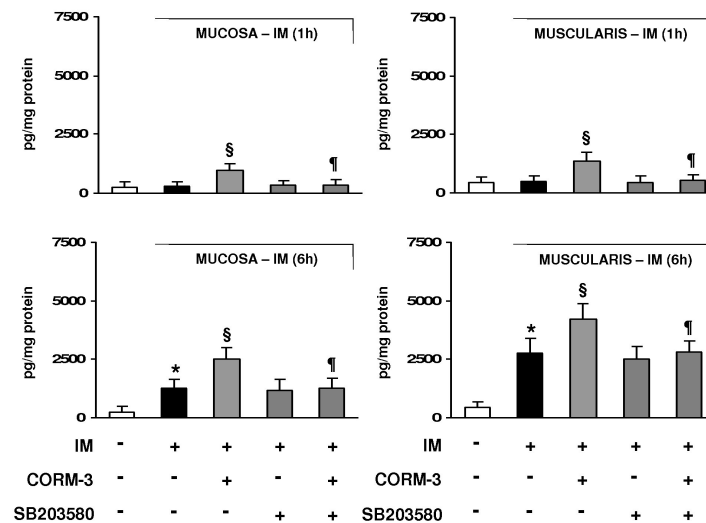 MUCOSA – IM (1h)
7500
5000
2500
0
pg/mg protein
§
¶
MUSCULARIS – IM (1h)
7500
5000
2500
0
pg/mg protein
§
¶
MUCOSA – IM (6h)
7500
5000
2500
0
pg/mg protein
*
§
¶
MUSCULARIS – IM (6h)
7500
5000
2500
0
pg/mg protein
*
§
¶
IM - + + + +
CORM-3 - - + - +
SB203580 - - - + +
IM - + + + +
CORM-3 - - + - +
SB203580 - - - + +